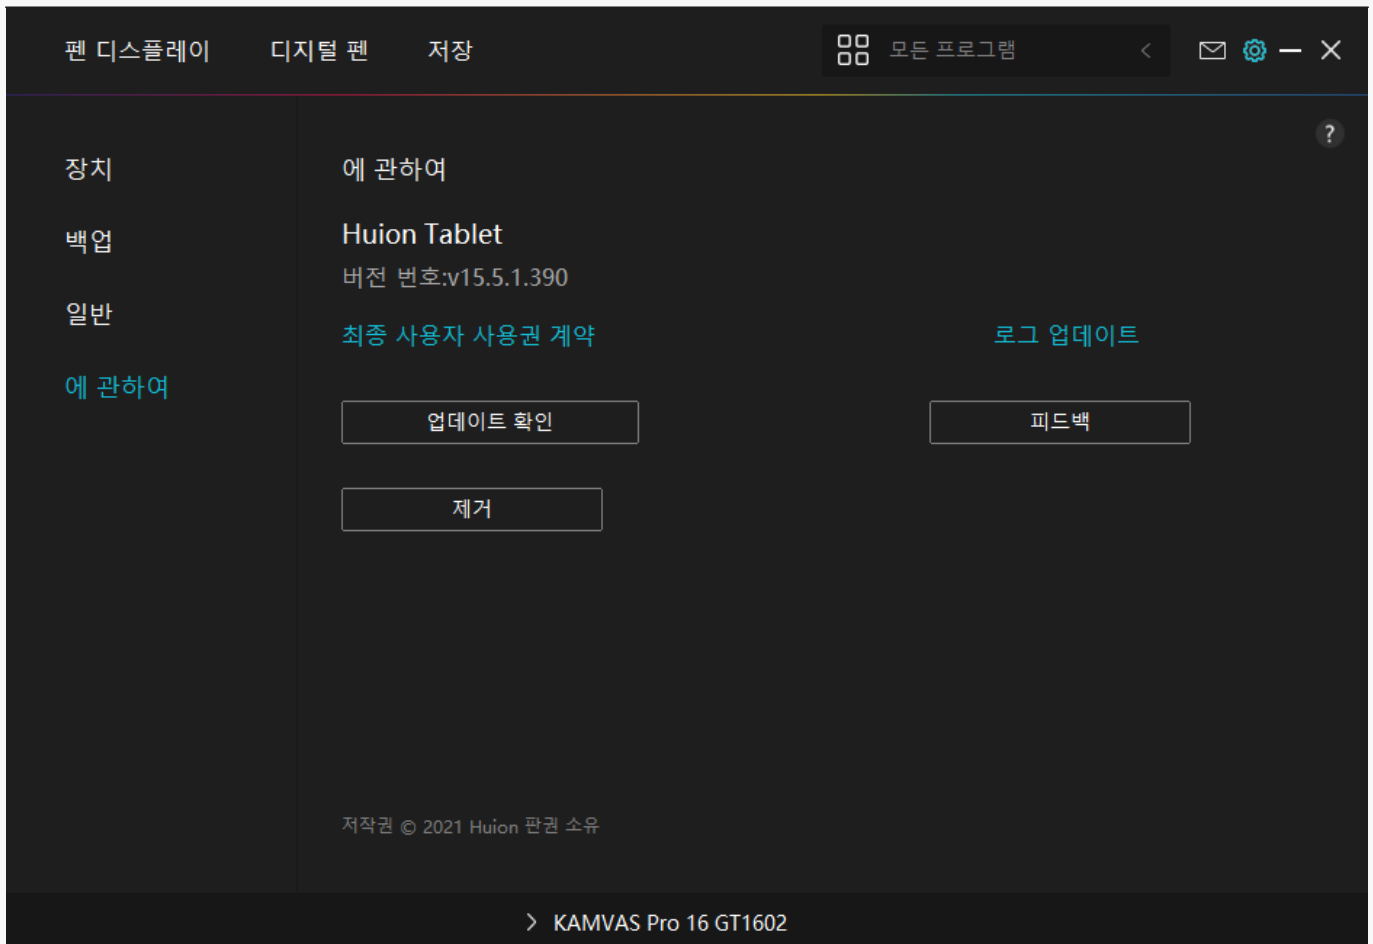 펜 디스플레이 디지털 펜 저장 모든 프로그램
?
장치
백업
일반
에 관하여
에 관하여
Huion Tablet
버전 번호:v15.5.1.390
최종 사용자 사용권 계약 로그 업데이트
업데이트 확인 피드백
제거
저작권 © 2021 Huion 판권 소유
KAMVAS Pro 16 GT1602